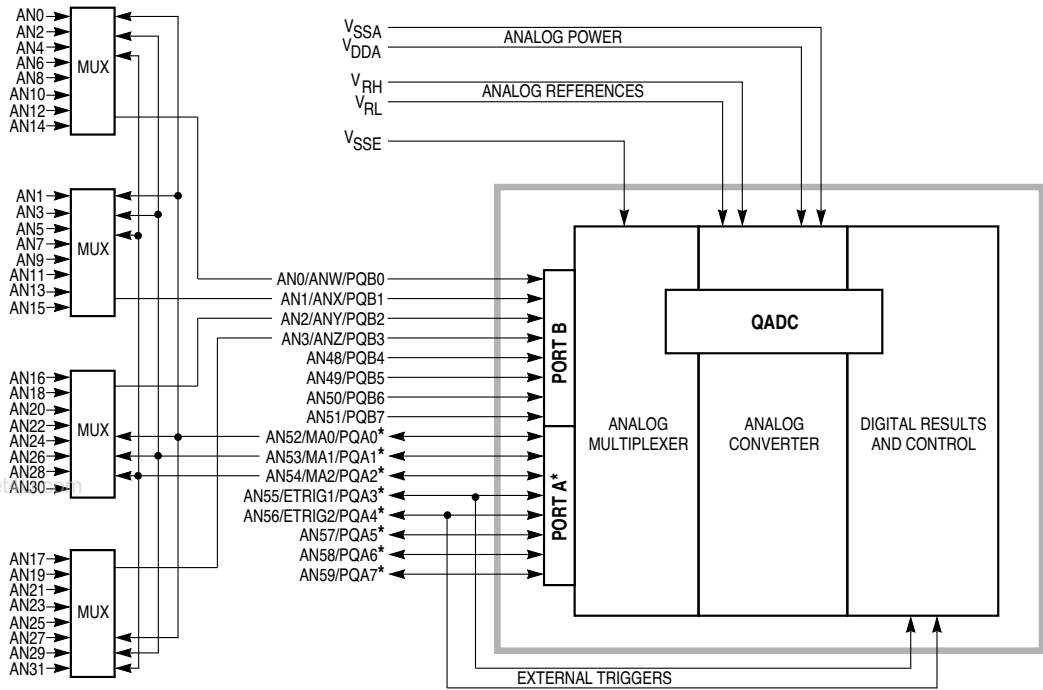 AN0
AN2
AN4
AN6
AN8
AN10
AN12
AN14
MUX
AN1
AN3
AN5
AN7
AN9
AN11
AN13
AN15
MUX
AN16
AN18
AN20
AN22
AN24
AN26
AN28
AN30
MUX
AN17
AN19
AN21
AN23
AN25
AN27
AN29
AN31
MUX
VSSA
VDDA
ANALOG POWER
VRH
VRL
ANALOG REFERENCES
VSSE
AN0/ANW/PQB0
AN1/ANX/PQB1
AN2/ANY/PQB2
AN3/ANZ/PQB3
AN48/PQB4
AN49/PQB5
AN50/PQB6
AN51/PQB7
AN52/MA0/PQA0*
AN53/MA1/PQA1*
AN54/MA2/PQA2*
AN55/ETRIG1/PQA3*
AN56/ETRIG2/PQA4*
AN57/PQA5*
AN58/PQA6*
AN59/PQA7*
PORT B
PORT A*
QADC
ANALOG
MULTIPLEXER
ANALOG
CONVERTER
DIGITAL RESULTS
AND CONTROL
EXTERNAL TRIGGERS